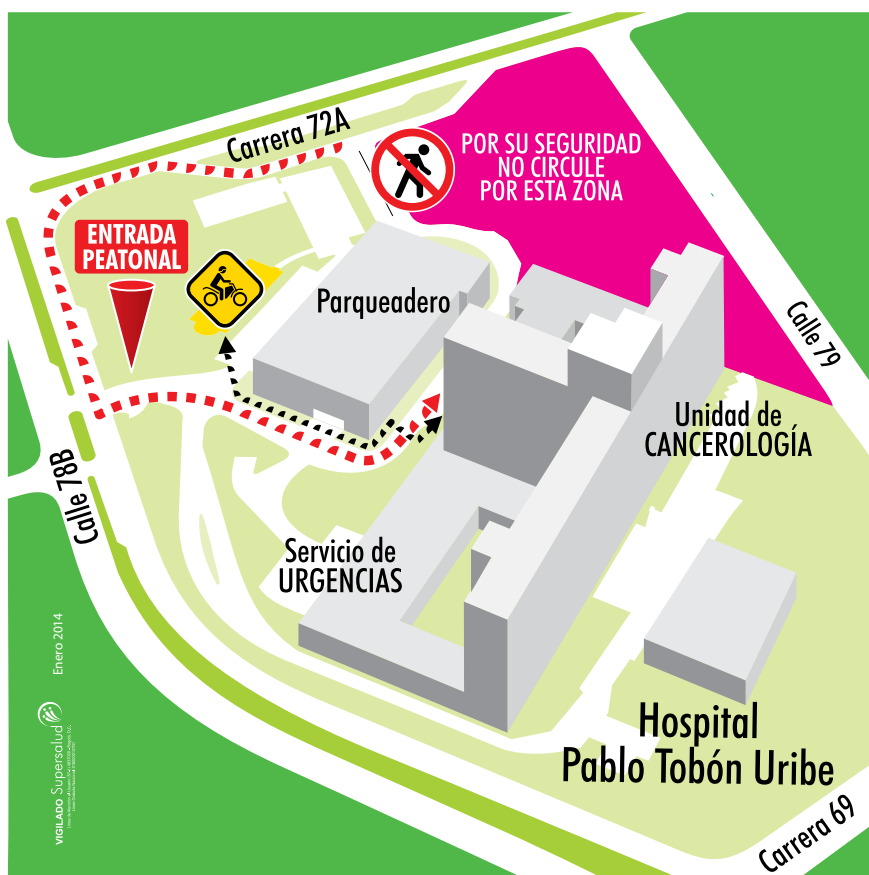 Carrera 72A
POR SU SEGURIDAD
NO CIRCULE
POR ESTA ZONA
ENTRADA
PEATONAL
Parqueadero
Calle 79
Unidad de
CANCEROLOGÍA
Calle 78B
Servicio de
URGENCIAS
Enero 2014
VIGILADO Supersalud
Hospital
Pablo Tobón Uribe
Carrera 69